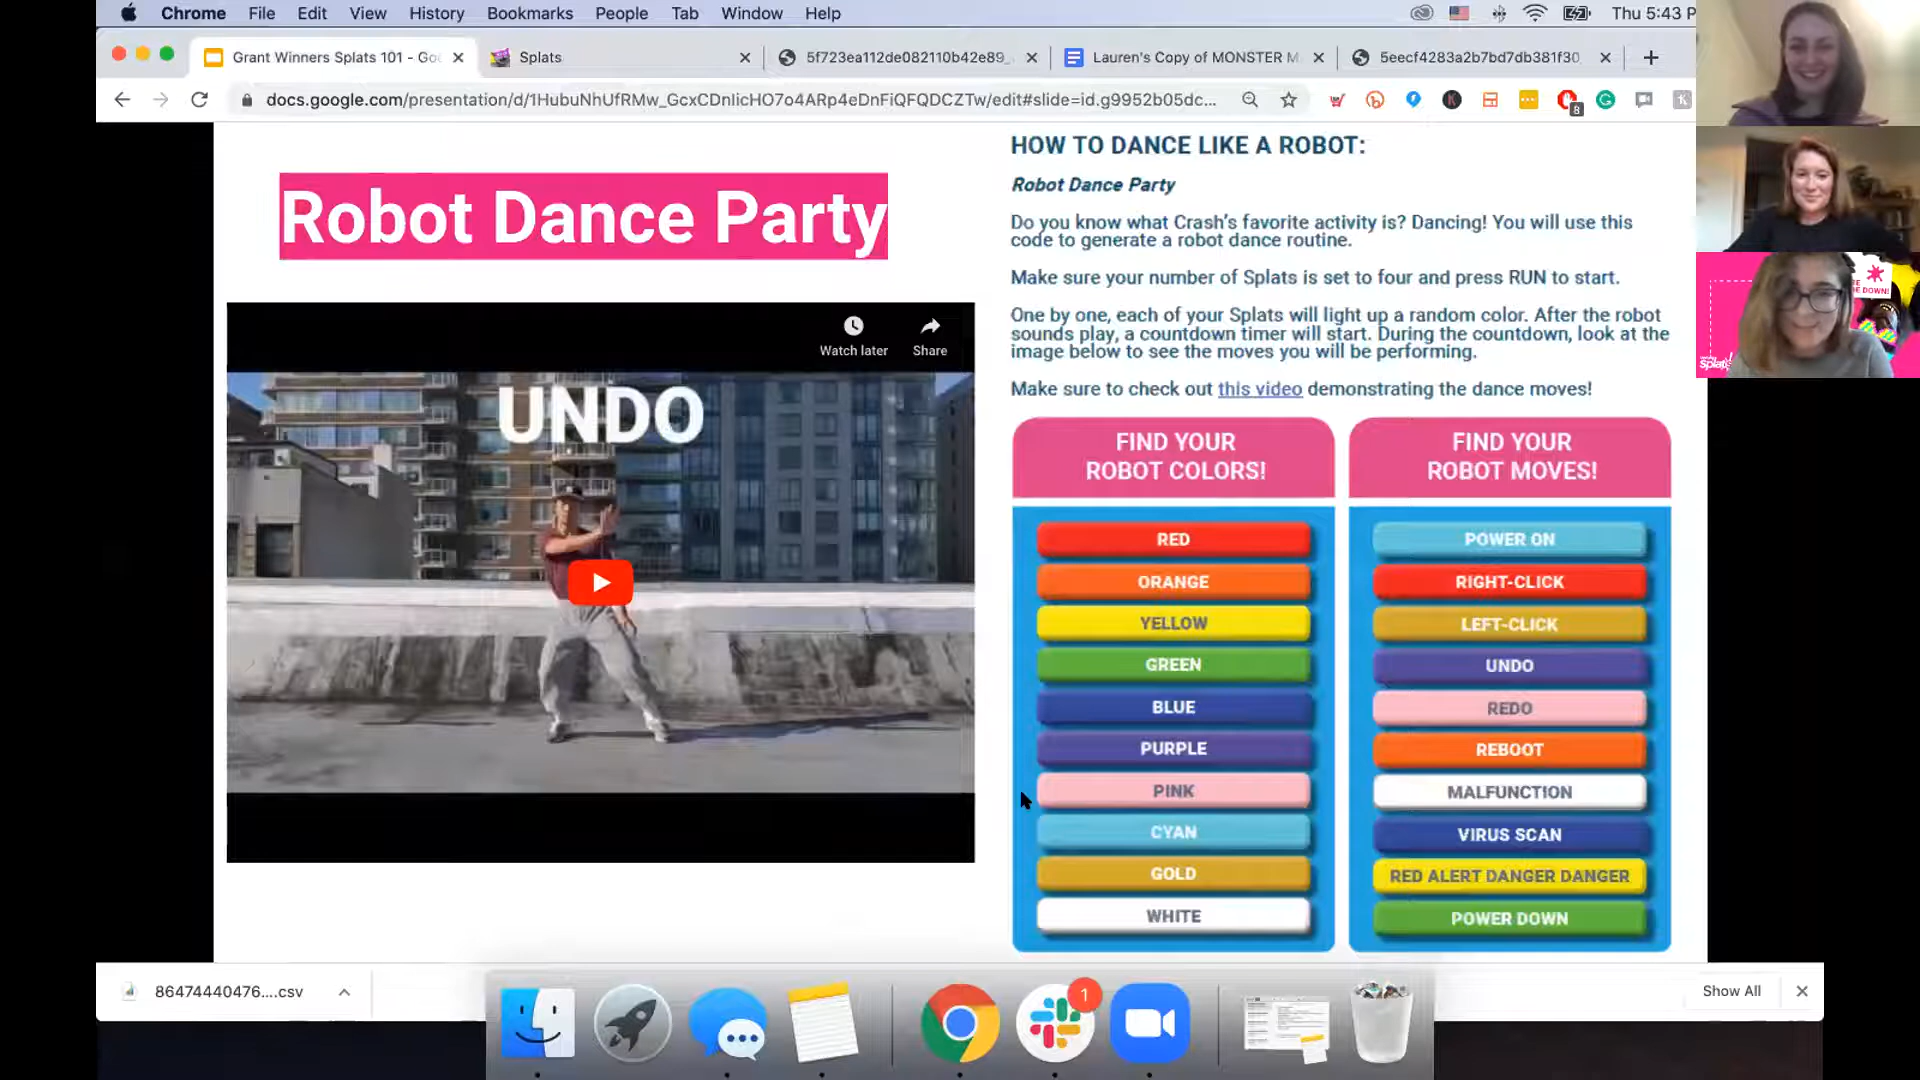 Chrome File Edit View History Bookmarks People Tab Window Help Thu 5:43 P
Grant Winners Splats 101 - Goo
Splats
5f723ea112de082110b42e89_
Lauren's Copy of MONSTER M
5eecf4283a2b7bd7db381f30
docs.google.com/presentation/d/1HubuNhUfRMw_GcxCDnlicHO7o4ARp4eDnFiQFQDCZTw/edit#slide=id.g9952b05dc...
8
Robot Dance Party
Watch later
Share
UNDO
HOW TO DANCE LIKE A ROBOT:
Robot Dance Party
Do you know what Crash's favorite activity is? Dancing! You will use this
code to generate a robot dance routine.
Make sure your number of Splats is set to four and press RUN to start.
One by one, each of your Splats will light up a random color. After the robot
sounds play, a countdown timer will start. During the countdown, look at the
image below to see the moves you will be performing.
Make sure to check out this video demonstrating the dance moves!
FIND YOUR
ROBOT COLORS!
RED
ORANGE
YELLOW
GREEN
BLUE
PURPLE
PINK
CYAN
GOLD
WHITE
FIND YOUR
ROBOT MOVES!
POWER ON
RIGHT-CLICK
LEFT-CLICK
UNDO
REDO
REBOOT
MALFUNCTION
VIRUS SCAN
RED ALERT DANGER DANGER
POWER DOWN
DOWN!
Splat
86474440476....csv
Show All
1